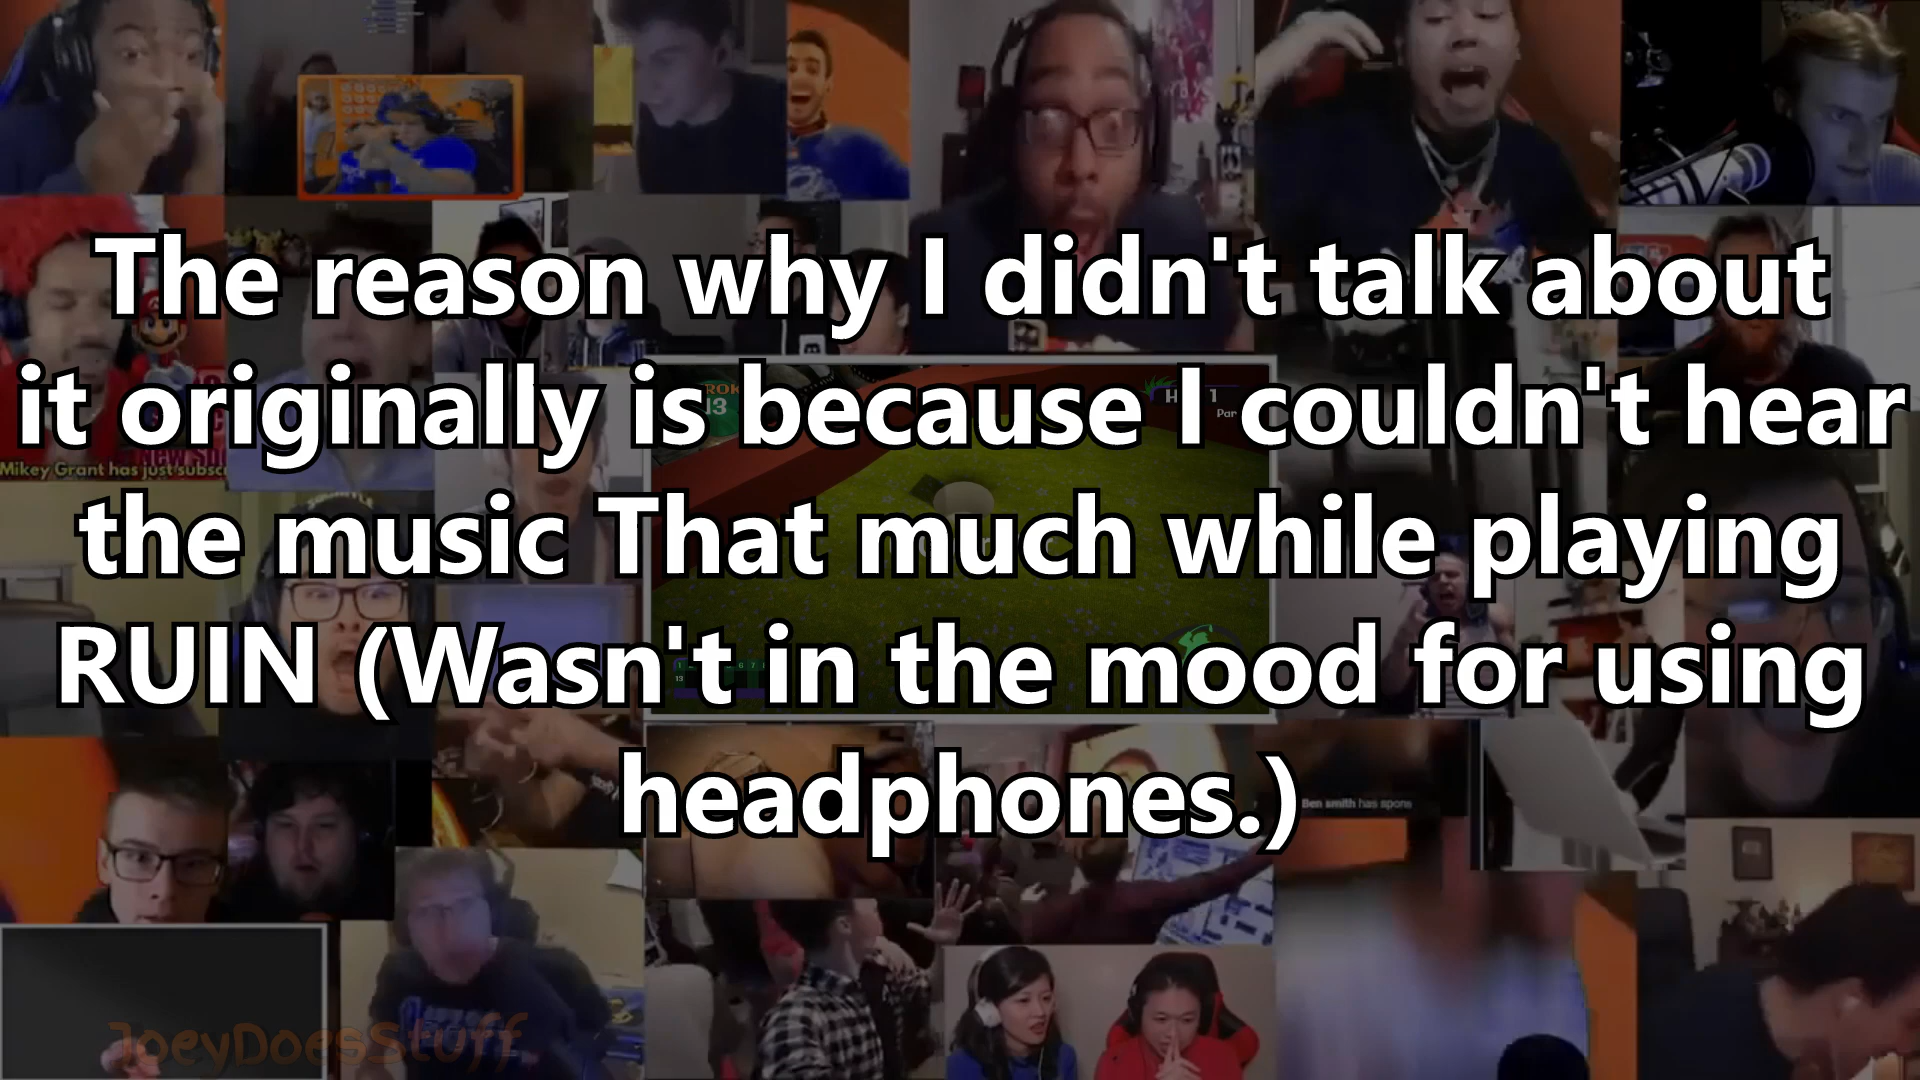 The reason why I didn't talk about
it originally is because I couldn't hear
the music That much while playing
RUIN (Wasn't in the mood for using
headphones.)
Mikey Grant has just subsc
Ben smith has spons
JoeyDoesStuff